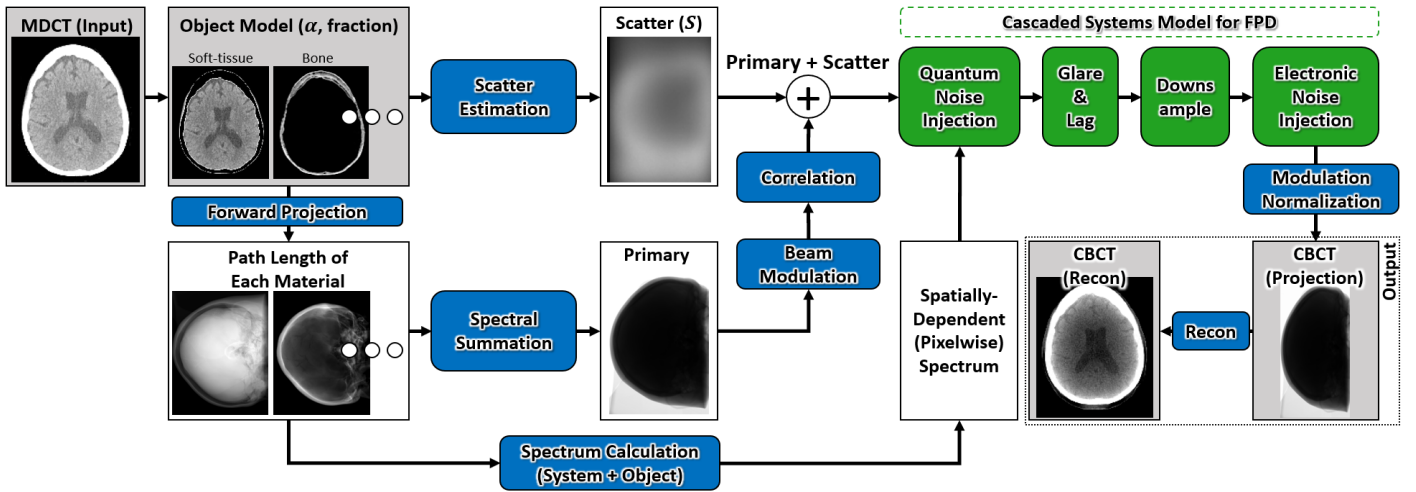 MDCT (Input)
Object Model (α, fraction)
Soft-tissue
Bone
Scatter
Estimation
Scatter (S)
Primary + Scatter
+
Cascaded Systems Model for FPD
Quantum
Noise
Injection
Glare
&
Lag
Downs
ample
Electronic
Noise
Injection
Forward Projection
Correlation
Modulation
Normalization
Path Length of
Each Material
Spectral
Summation
Primary
Beam
Modulation
Spatially-
Dependent
(Pixelwise)
Spectrum
CBCT
(Recon)
Recon
CBCT
(Projection)
Output
Spectrum Calculation
(System + Object)